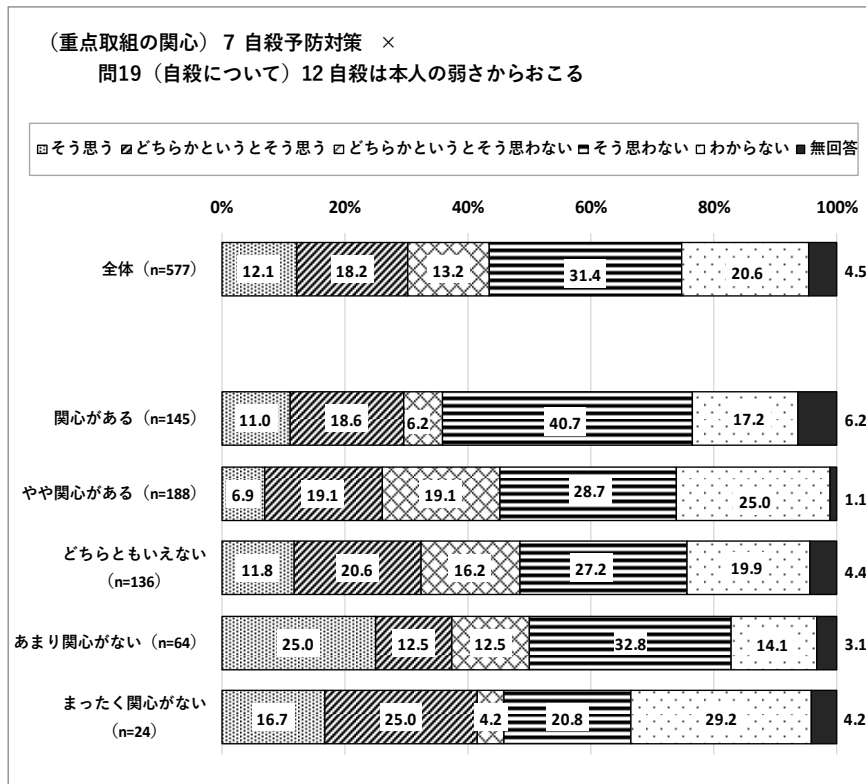 （重点取組の関心）7 自殺予防対策　×
問19（自殺について）12 自殺は本人の弱さからおこる
そう思う どちらかというとそう思う どちらかというとそう思わない そう思わない わからない 無回答
0% 20% 40% 60% 80% 100%
全体（n=577） 12.1 18.2 13.2 31.4 20.6 4.5
関心がある（n=145） 11.0 18.6 6.2 40.7 17.2 6.2
やや関心がある（n=188） 6.9 19.1 19.1 28.7 25.0 1.1
どちらともいえない
（n=136） 11.8 20.6 16.2 27.2 19.9 4.4
あまり関心がない（n=64） 25.0 12.5 12.5 32.8 14.1 3.1
まったく関心がない
（n=24） 16.7 25.0 4.2 20.8 29.2 4.2